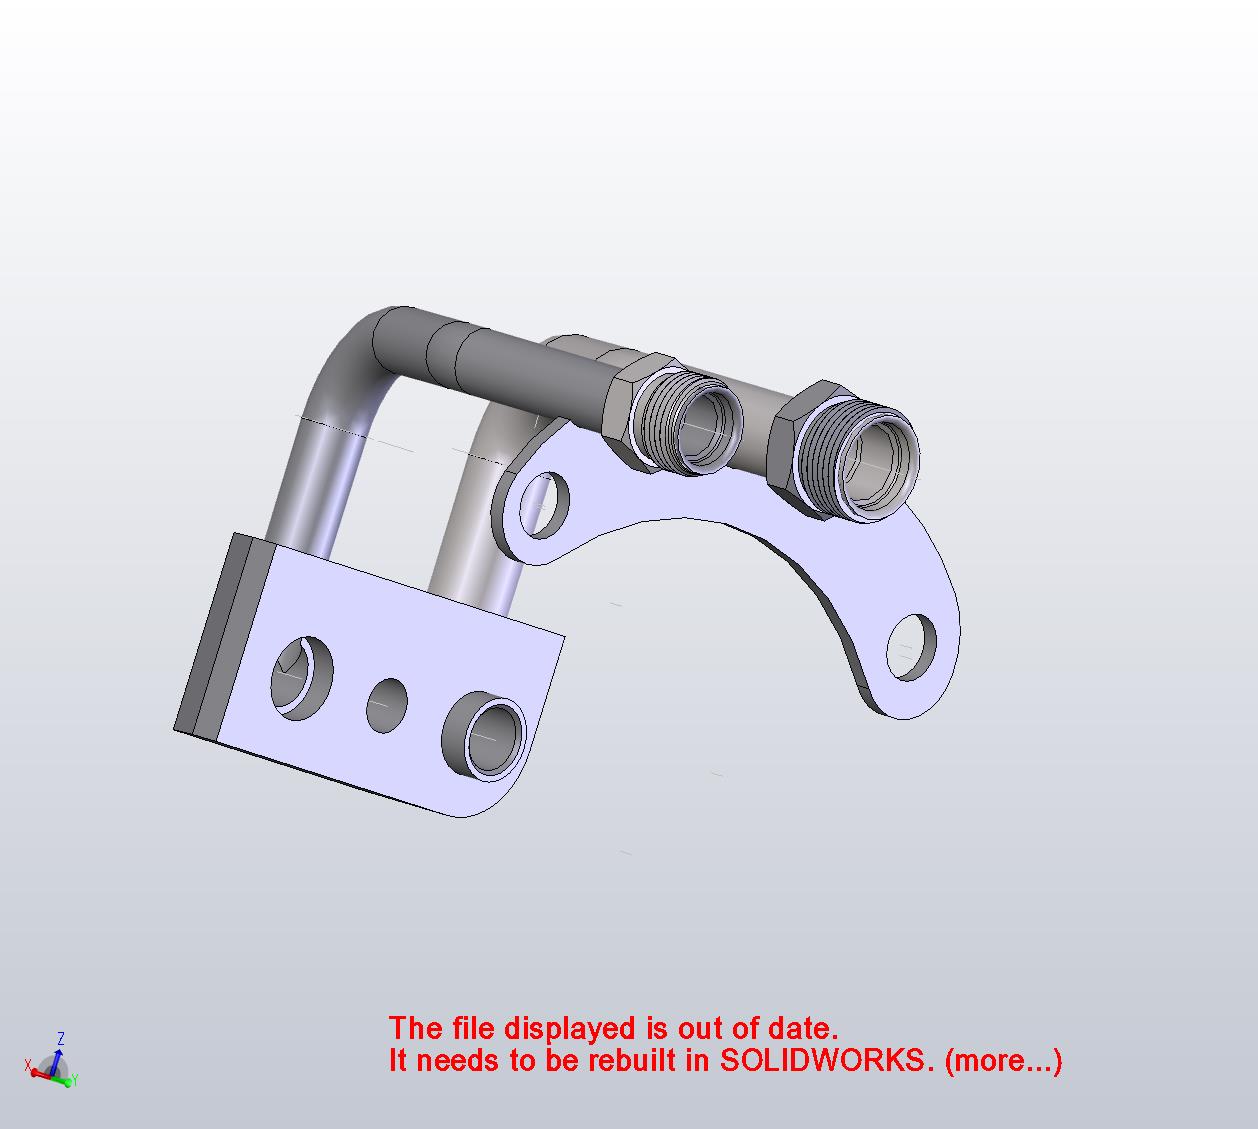 The file displayed is out of date.
It needs to be rebuilt in SOLIDWORKS. (more...)
Z
X
Y